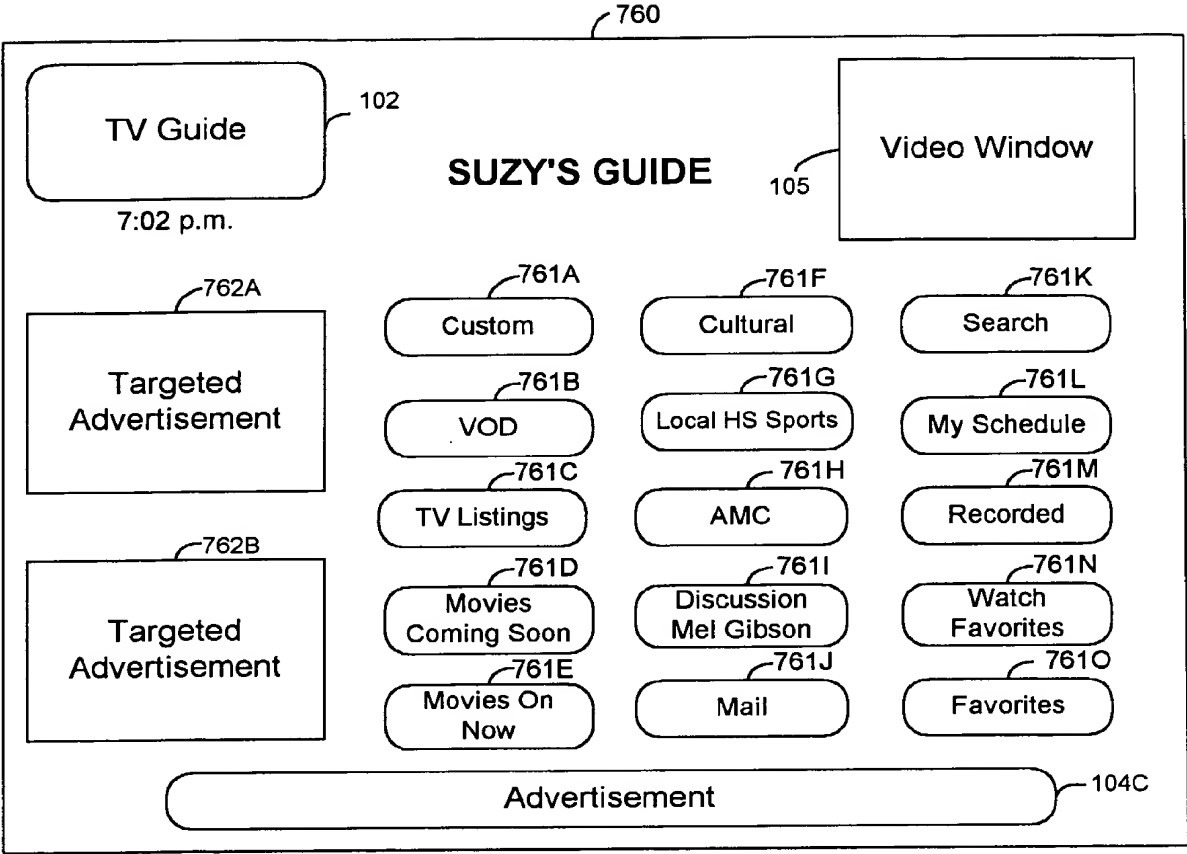 760
TV Guide
102
Video Window
105
SUZY'S GUIDE
7:02 p.m.
762A
Targeted
Advertisement
762B
Targeted
Advertisement
761A
Custom
761B
VOD
761C
TV Listings
761D
Movies
Coming Soon
761E
Movies On
Now
761F
Cultural
761G
Local HS Sports
761H
AMC
761I
Discussion
Mel Gibson
761J
Mail
761K
Search
761L
My Schedule
761M
Recorded
761N
Watch
Favorites
761O
Favorites
Advertisement
104C